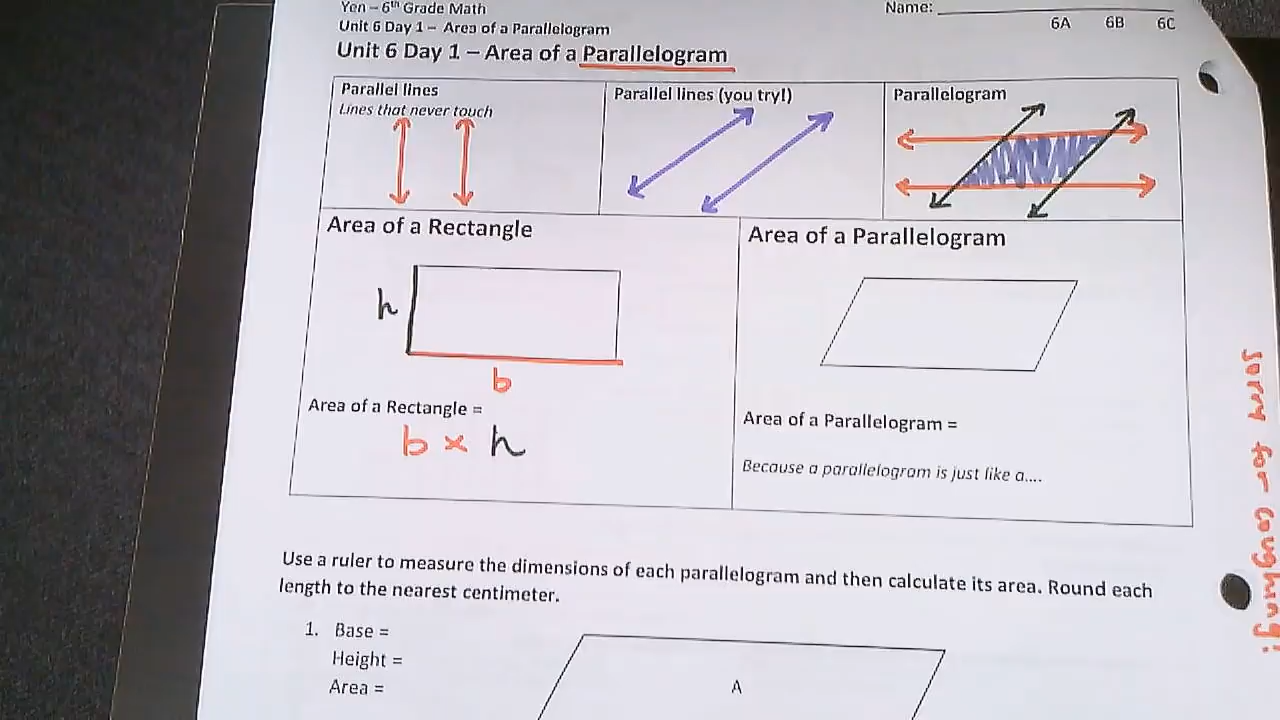 Yen – 6th Grade Math
Name:
Unit 6 Day 1 – Area of a Parallelogram
6A 6B 6C
Unit 6 Day 1 – Area of a Parallelogram
Parallel lines
Lines that never touch
Parallel lines (you try!)
Parallelogram
Area of a Rectangle
h
b
Area of a Rectangle =
b x h
Area of a Parallelogram
Area of a Parallelogram =
Because a parallelogram is just like a....
Use a ruler to measure the dimensions of each parallelogram and then calculate its area. Round each
length to the nearest centimeter.
1. Base =
Height =
Area =
A
sorry for coughing!